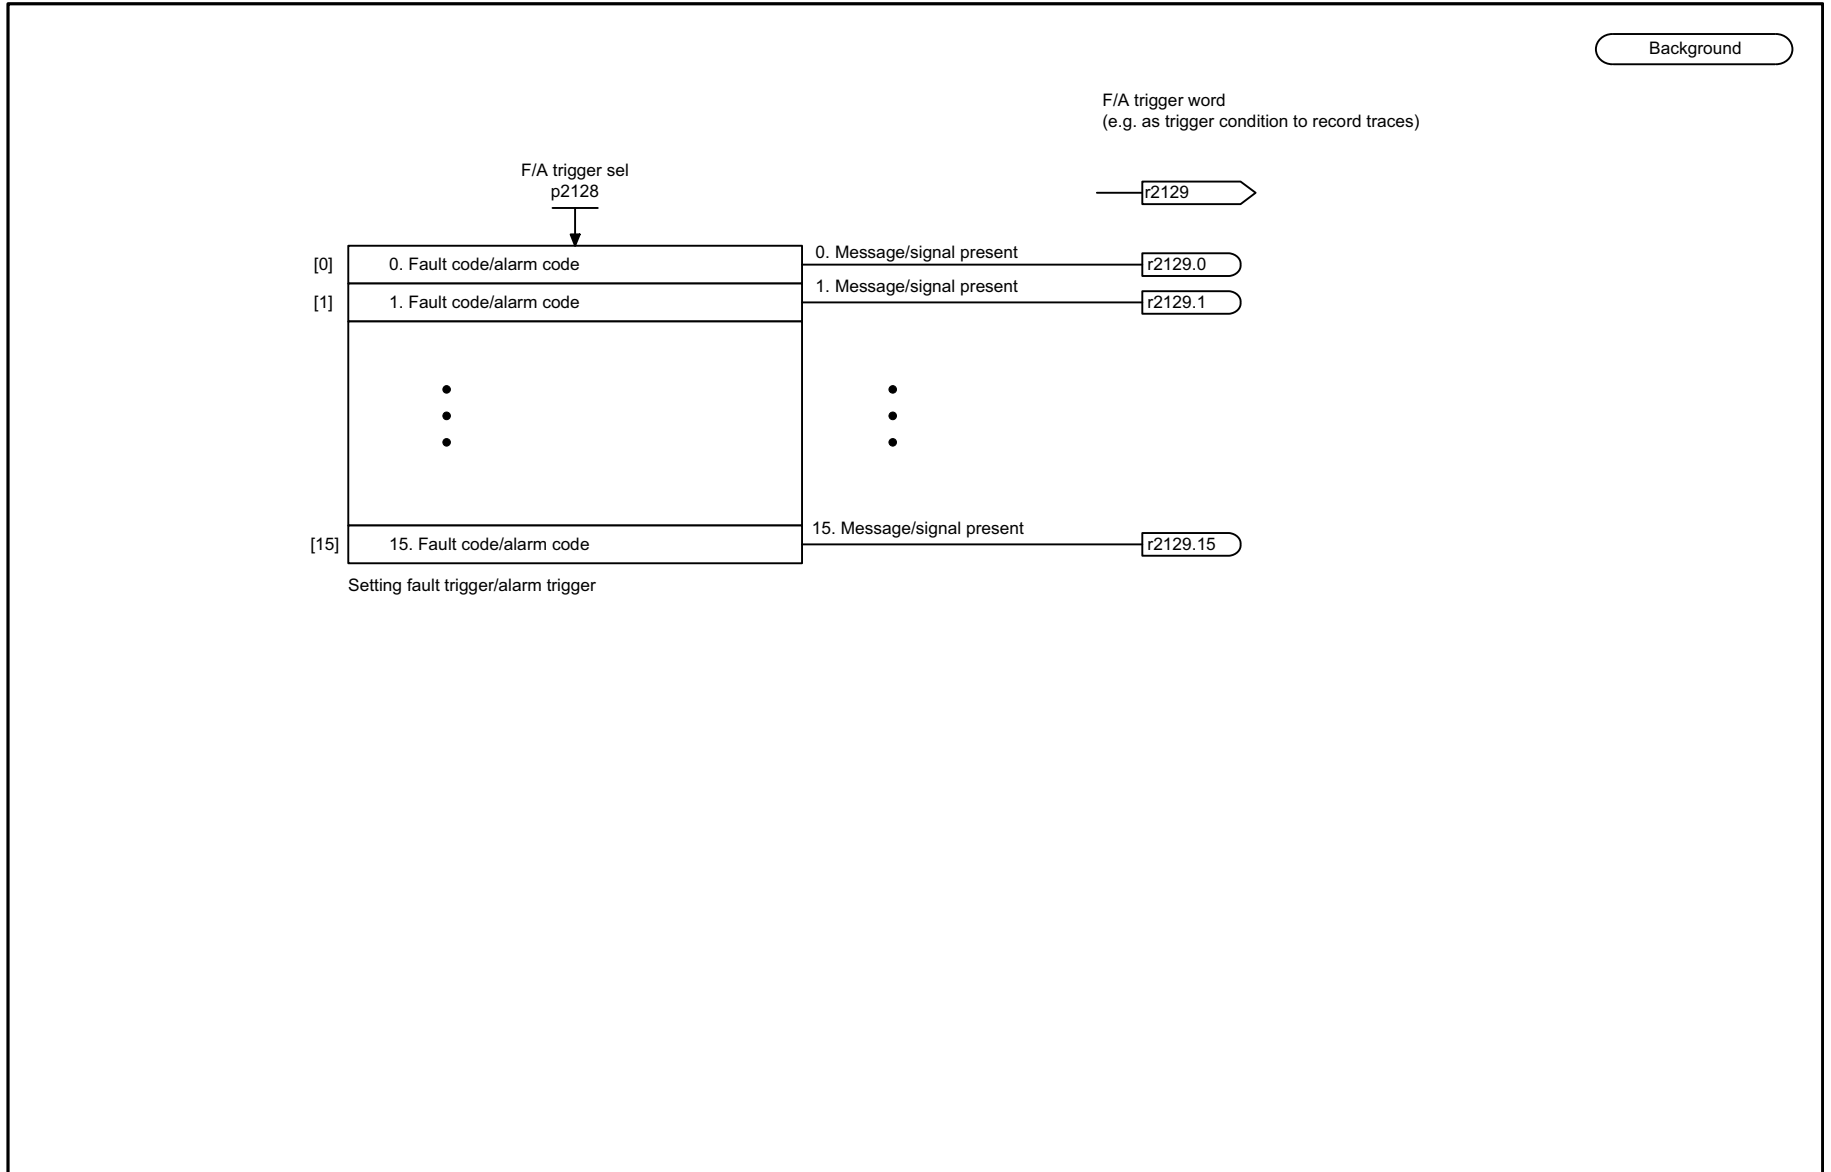 Background
F/A trigger word
(e.g. as trigger condition to record traces)
F/A trigger sel
p2128
r2129
[0]
0. Fault code/alarm code
0. Message/signal present
r2129.0
[1]
1. Fault code/alarm code
1. Message/signal present
r2129.1
[15]
15. Fault code/alarm code
15. Message/signal present
r2129.15
Setting fault trigger/alarm trigger